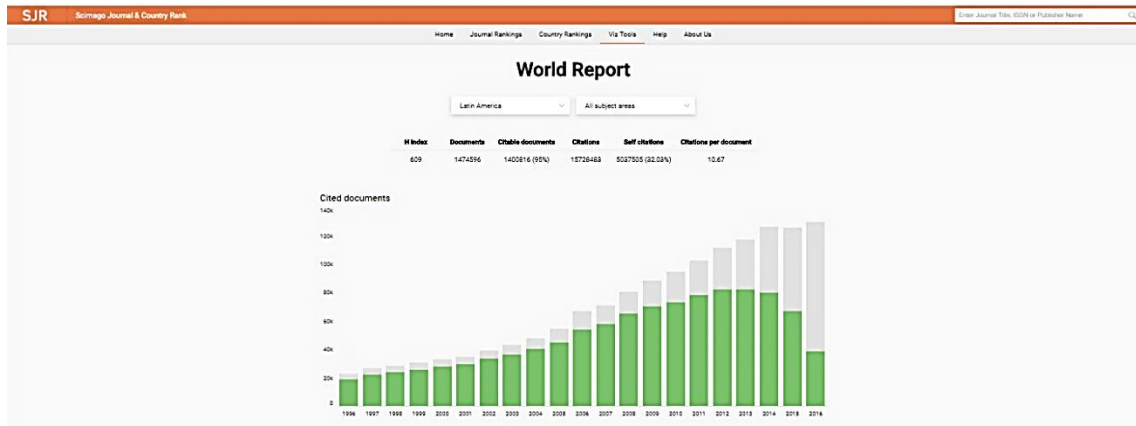 SJR Scimago Journal & Country Rank Enter Journal Title, ISSN or Publisher Name
Home Journal Rankings Country Rankings Viz Tools Help About Us
World Report
Latin America All subject areas
H Index Documents Citable documents Citations Self citations Citations per document
609 1474596 1400816 (95%) 15728483 5037505 (32.03%) 10.67
Cited documents
140k
120k
100k
80k
60k
40k
20k
0
1996 1997 1998 1999 2000 2001 2002 2003 2004 2005 2006 2007 2008 2009 2010 2011 2012 2013 2014 2015 2016